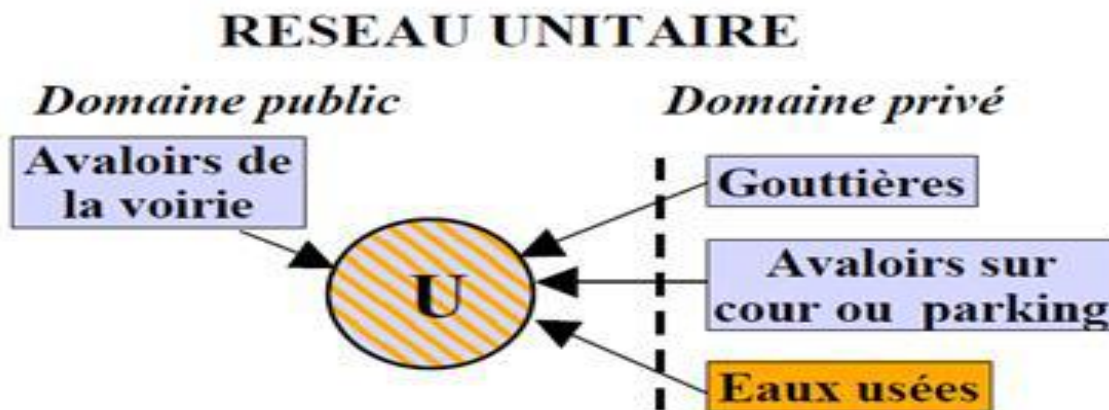 RESEAU UNITAIRE
Domaine public
Domaine privé
Avaloirs de
la voirie
Gouttières
U
Avaloirs sur
cour ou parking
Eaux usées